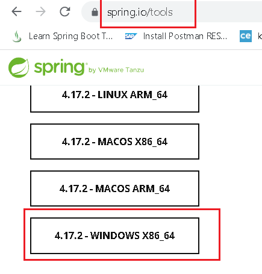 spring.io/tools
Learn Spring Boot T... Install Postman RES... ce k
spring by VMware Tanzu
4.17.2 - LINUX ARM_64
4.17.2 - MACOS X86_64
4.17.2 - MACOS ARM_64
4.17.2 - WINDOWS X86_64